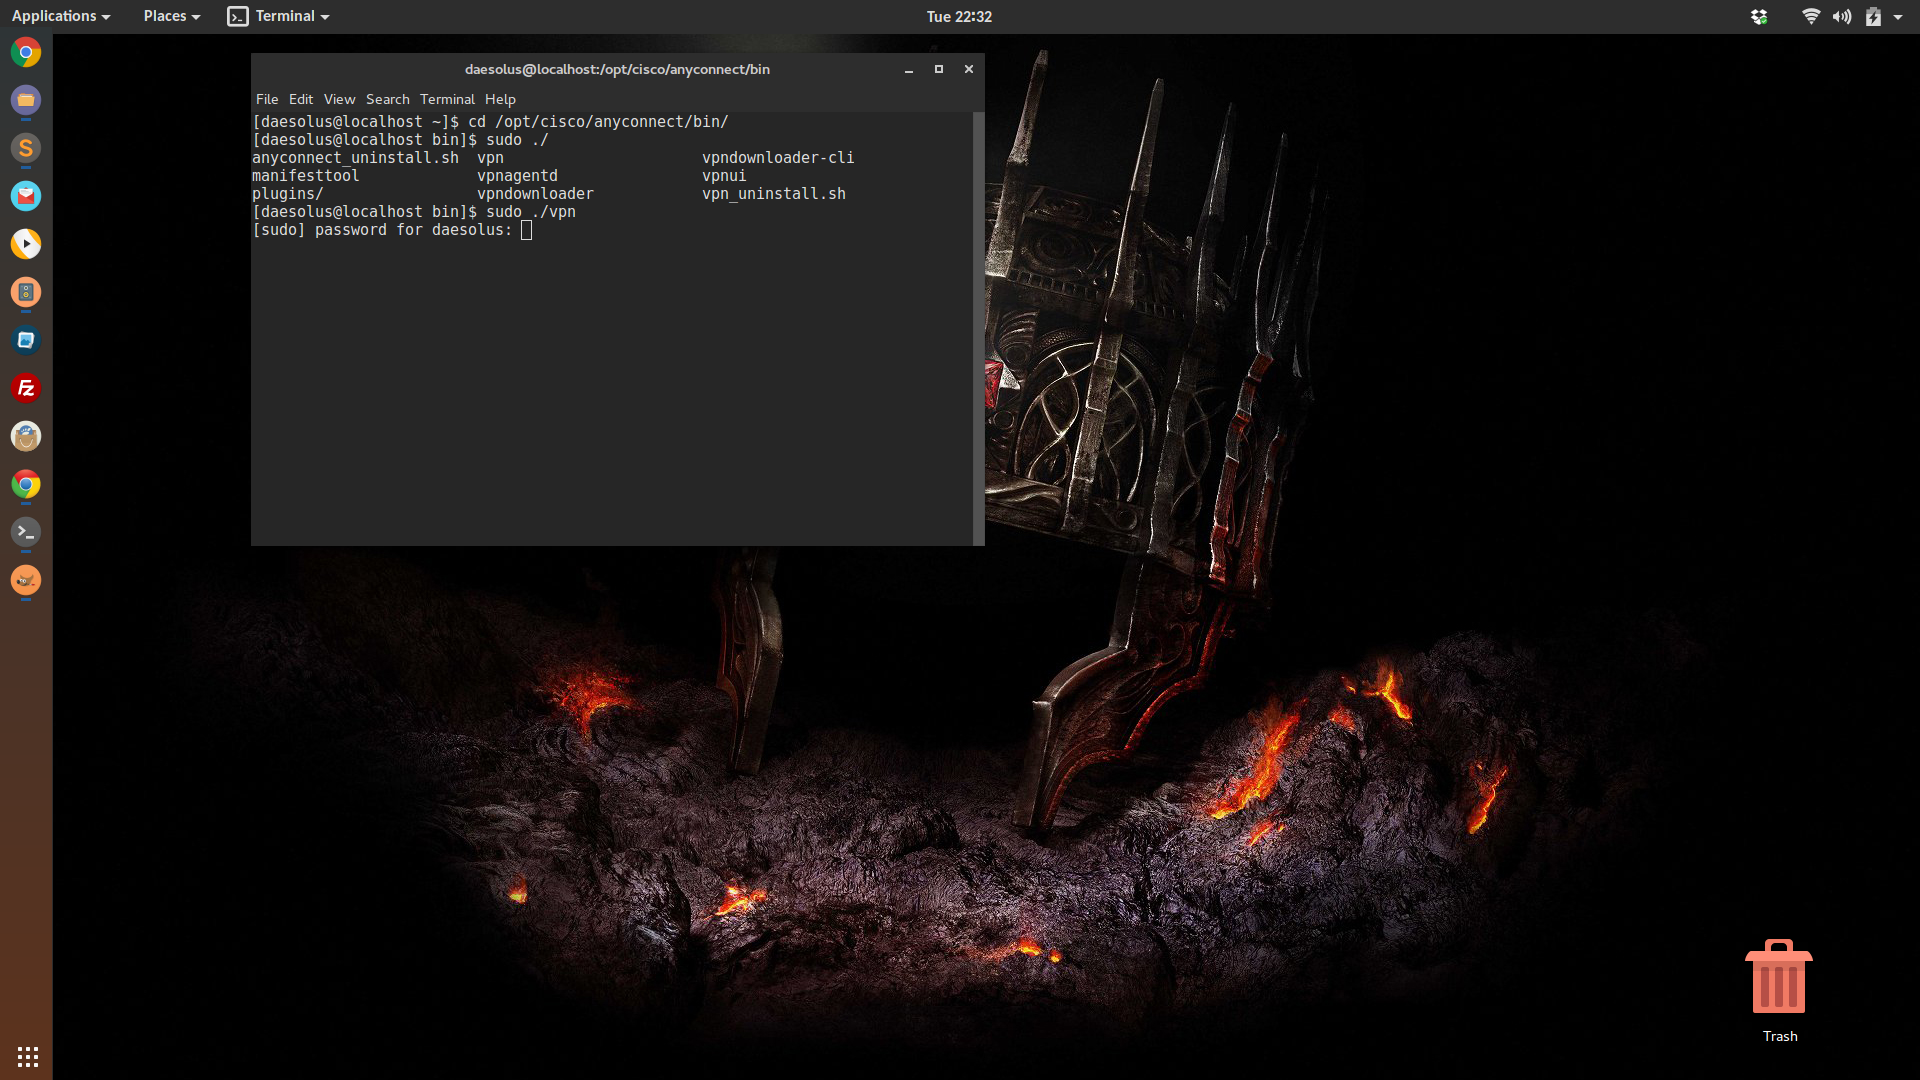 Applications Places Terminal Tue 22:32
daesolus@localhost:/opt/cisco/anyconnect/bin
File Edit View Search Terminal Help
[daesolus@localhost ~]$ cd /opt/cisco/anyconnect/bin/
[daesolus@localhost bin]$ sudo ./
anyconnect_uninstall.sh vpn vpndownloader-cli
manifesttool vpnagentd vpnui
plugins/ vpndownloader vpn_uninstall.sh
[daesolus@localhost bin]$ sudo ./vpn
[sudo] password for daesolus:
S
Fz
Trash